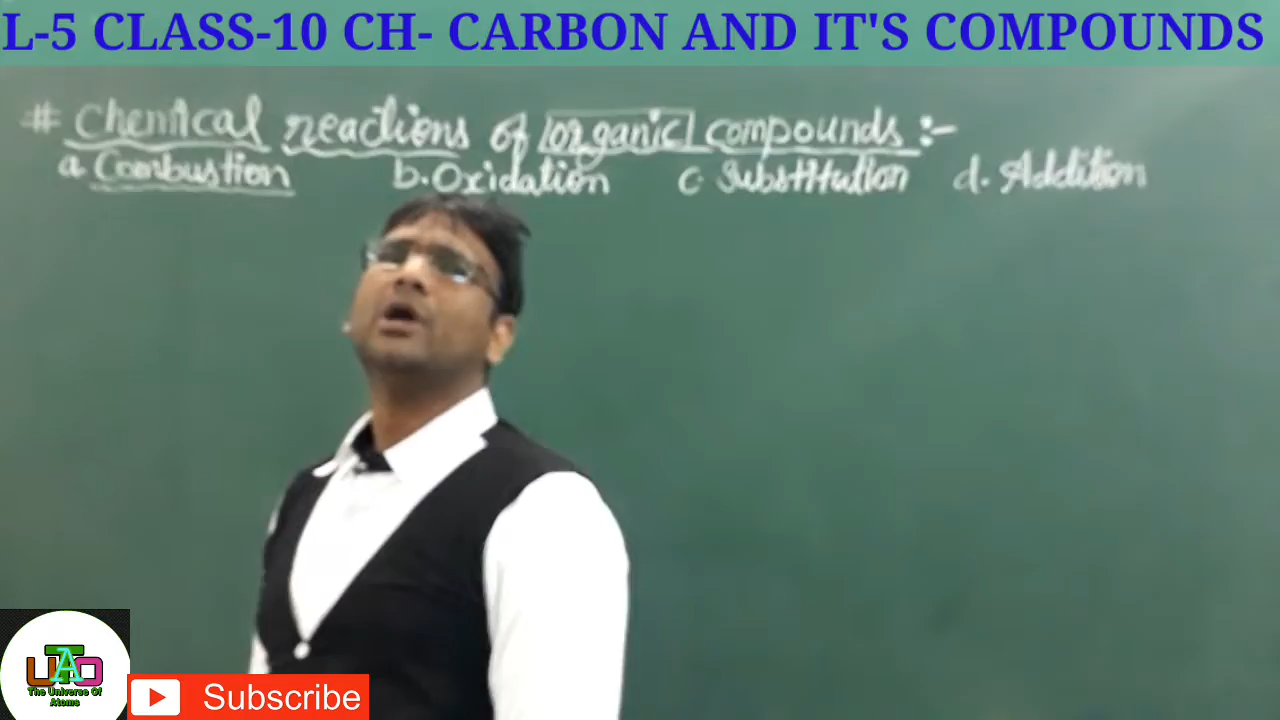 L-5 CLASS-10 CH- CARBON AND IT'S COMPOUNDS
# Chemical reactions of organic compounds :-
a. Combustion b. Oxidation c. Substitution d. Addition
UTAO
The Universe Of
Atoms
Subscribe